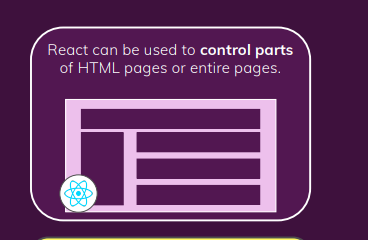 React can be used to control parts
of HTML pages or entire pages.